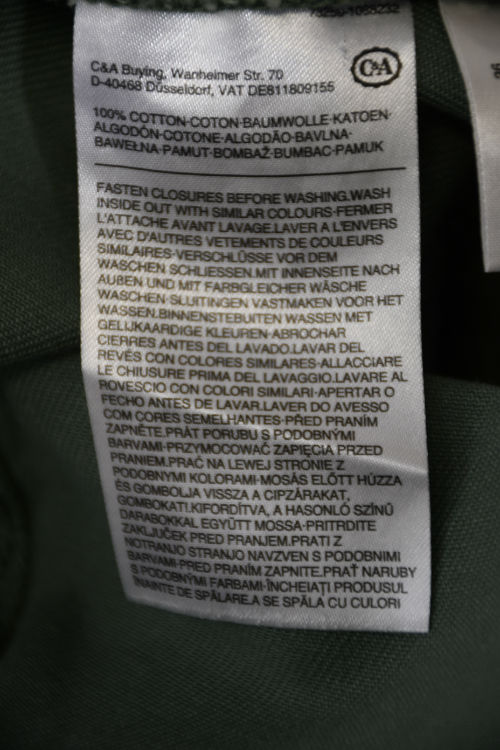 C&A
C&A Buying, Wanheimer Str. 70
D-40468 Düsseldorf, VAT DE811809155
100% COTTON·COTON·BAUMWOLLE·KATOEN·
ALGODÓN·COTONE·ALGODÃO·BAVLNA·
BAWEŁNA·PAMUT·BOMBAŽ·BUMBAC·PAMUK
FASTEN CLOSURES BEFORE WASHING.WASH
INSIDE OUT WITH SIMILAR COLOURS·FERMER
L'ATTACHE AVANT LAVAGE.LAVER A L'ENVERS
AVEC D'AUTRES VETEMENTS DE COULEURS
SIMILAIRES·VERSCHLÜSSE VOR DEM
WASCHEN SCHLIESSEN.MIT INNENSEITE NACH
AUßEN UND MIT FARBGLEICHER WÄSCHE
WASCHEN·SLUITINGEN VASTMAKEN VOOR HET
WASSEN.BINNENSTEBUITEN WASSEN MET
GELIJKAARDIGE KLEUREN·ABROCHAR
CIERRES ANTES DEL LAVADO.LAVAR DEL
REVÉS CON COLORES SIMILARES·ALLACCIARE
LE CHIUSURE PRIMA DEL LAVAGGIO.LAVARE AL
ROVESCIO CON COLORI SIMILARI·APERTAR O
FECHO ANTES DE LAVAR.LAVER DO AVESSO
COM CORES SEMELHANTES·PŘED PRANÍM
ZAPNĚTE.PRÁT PORUBU S PODOBNÝMI
BARVAMI·PRZYMOCOWAĆ ZAPIĘCIA PRZED
PRANIEM.PRAĆ NA LEWEJ STRONIE Z
PODOBNYMI KOLORAMI·MOSÁS ELŐTT HÚZZA
ÉS GOMBOLJA VISSZA A CIPZÁRAKAT,
GOMBOKATI.KIFORDÍTVA, A HASONLÓ SZÍNŰ
DARABOKKAL EGYÜTT MOSSA·PRITRDITE
ZAKLJUČEK PRED PRANJEM.PRATI Z
NOTRANJO STRANJO NAVZVEN S PODOBNIMI
BARVAMI·PRED PRANÍM ZAPNITE.PRAŤ NARUBY
S PODOBNÝMI FARBAMI·ÎNCHEIAȚI PRODUSUL
ÎNAINTE DE SPĂLARE.A SE SPĂLA CU CULORI